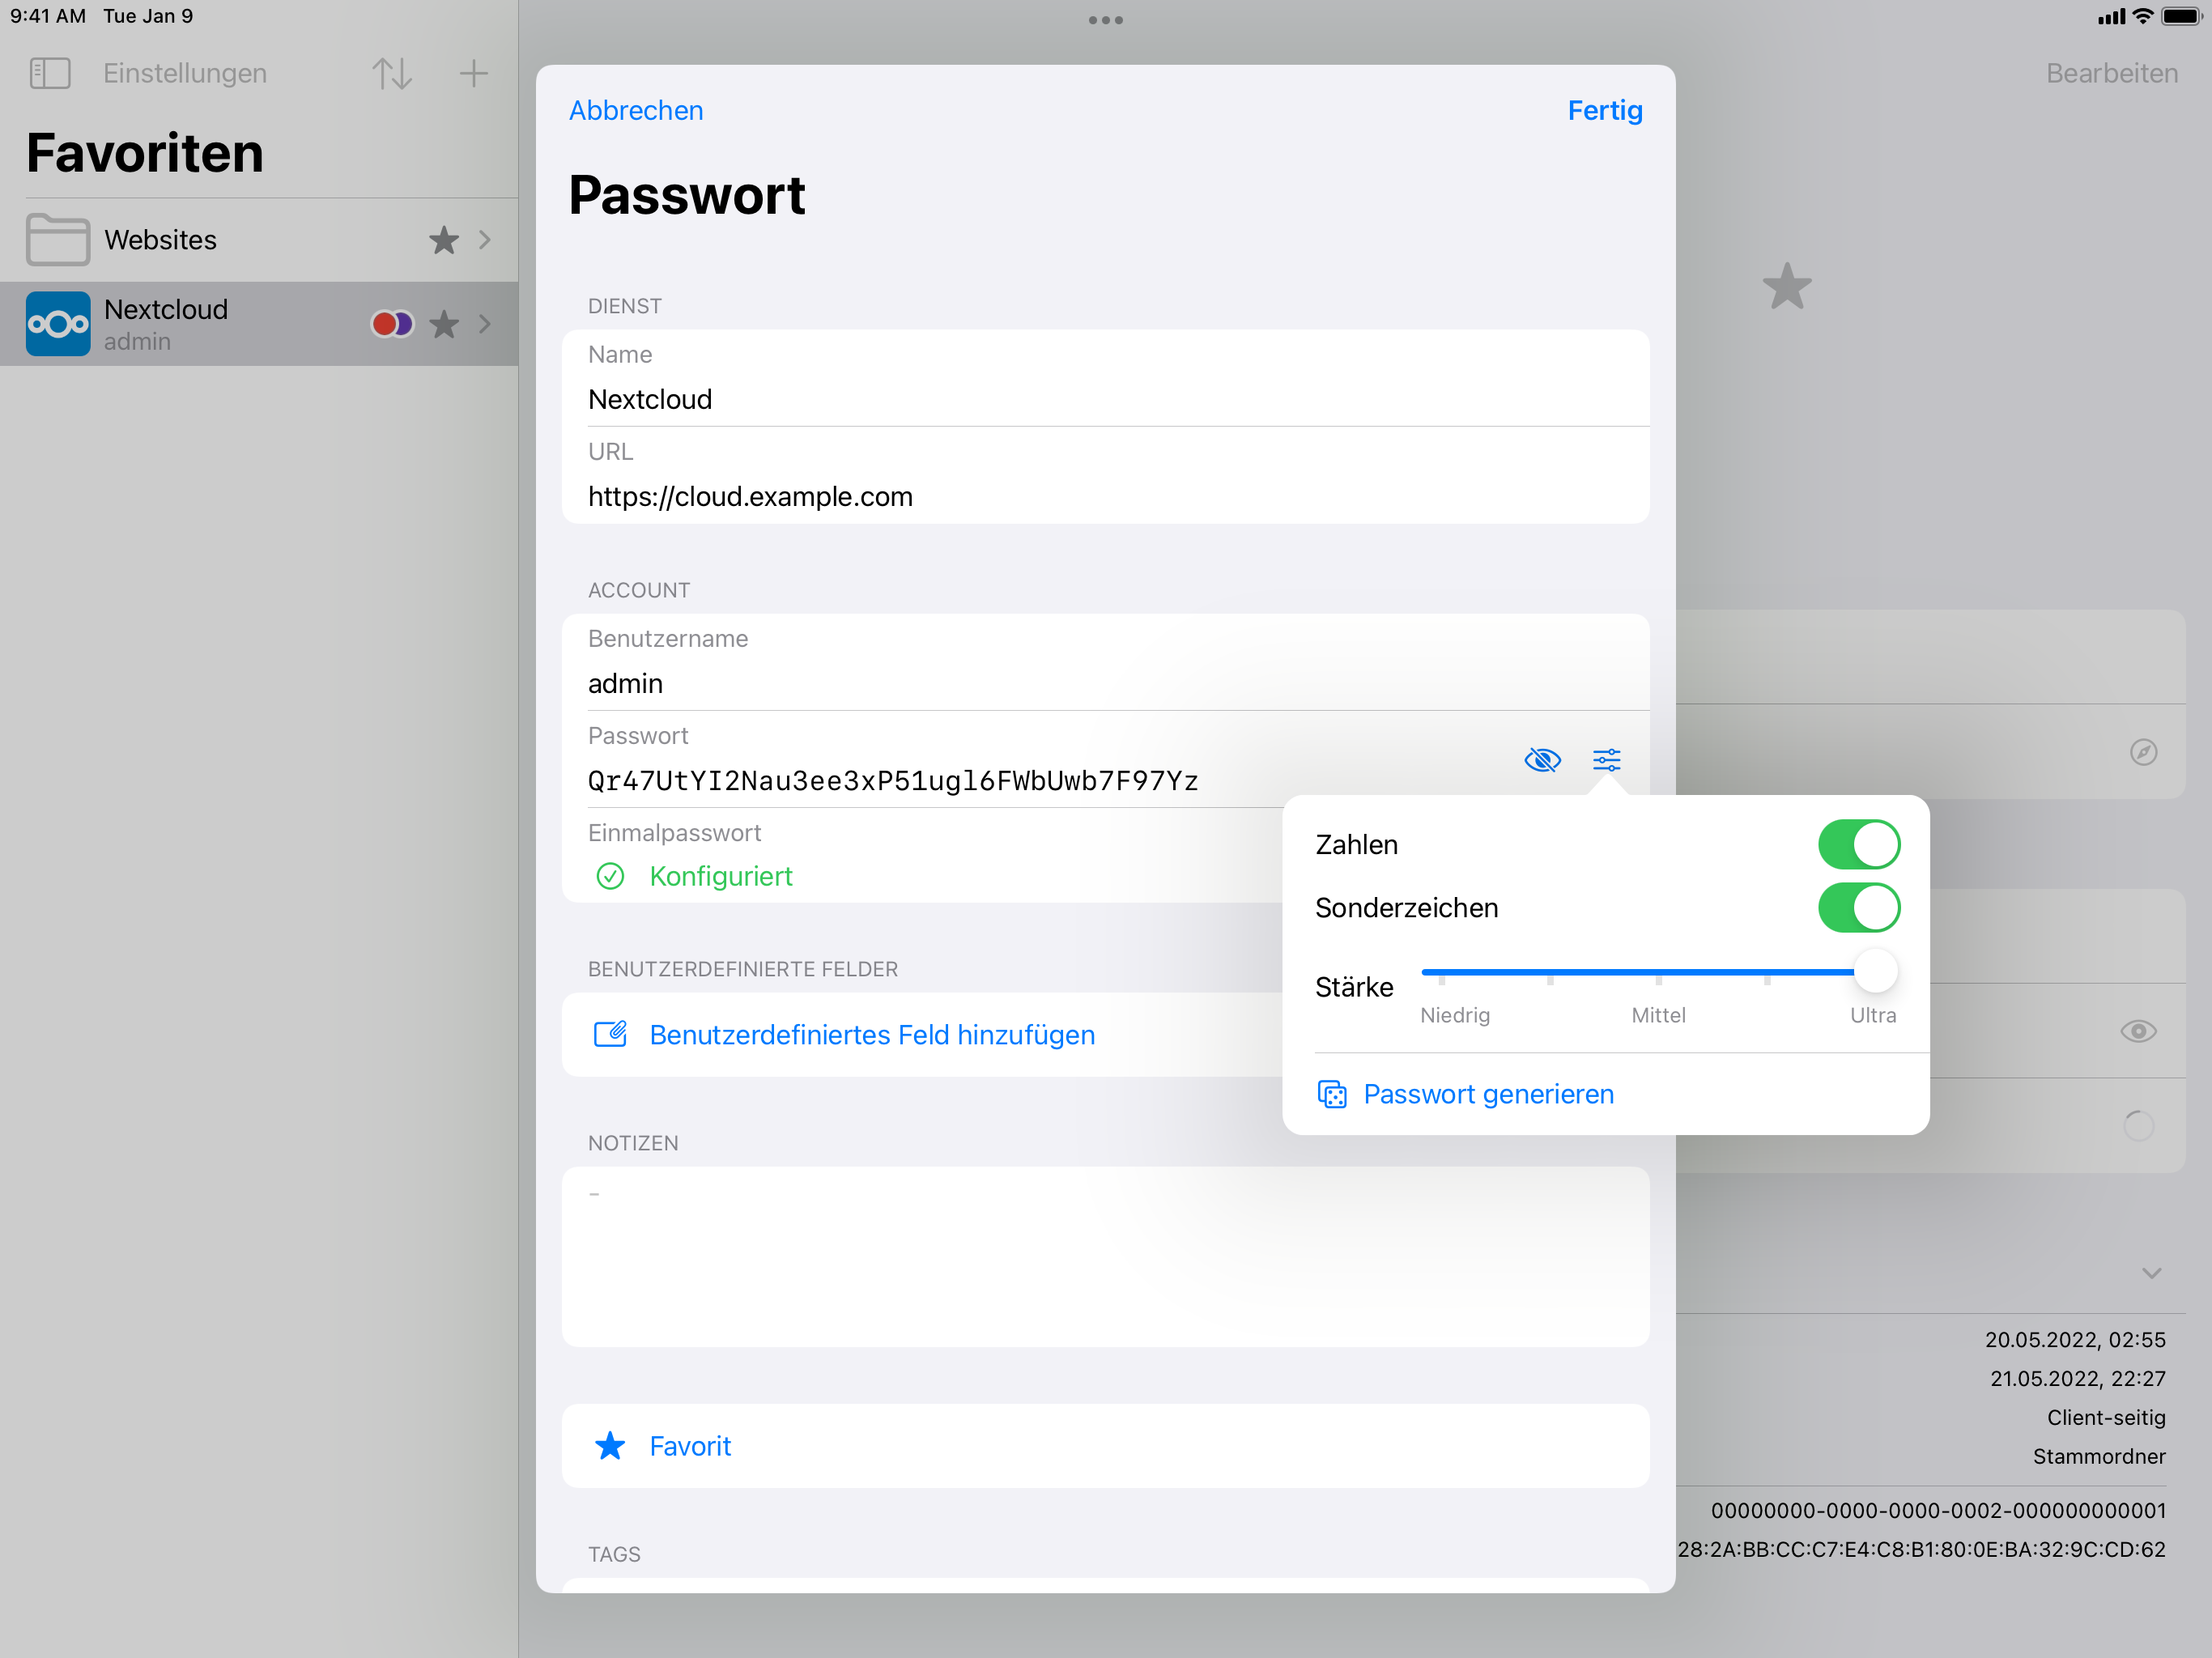 9:41 AM Tue Jan 9
Einstellungen
Bearbeiten
Favoriten
Websites
Nextcloud
admin
Abbrechen
Fertig
Passwort
DIENST
Name
Nextcloud
URL
https://cloud.example.com
ACCOUNT
Benutzername
admin
Passwort
Qr47UtYI2Nau3ee3xP51ugl6FWbUwb7F97Yz
Einmalpasswort
Konfiguriert
Zahlen
Sonderzeichen
Stärke
Niedrig Mittel Ultra
Passwort generieren
BENUTZERDEFINIERTE FELDER
Benutzerdefiniertes Feld hinzufügen
NOTIZEN
-
Favorit
TAGS
20.05.2022, 02:55
21.05.2022, 22:27
Client-seitig
Stammordner
00000000-0000-0000-0002-000000000001
28:2A:BB:CC:C7:E4:C8:B1:80:0E:BA:32:9C:CD:62